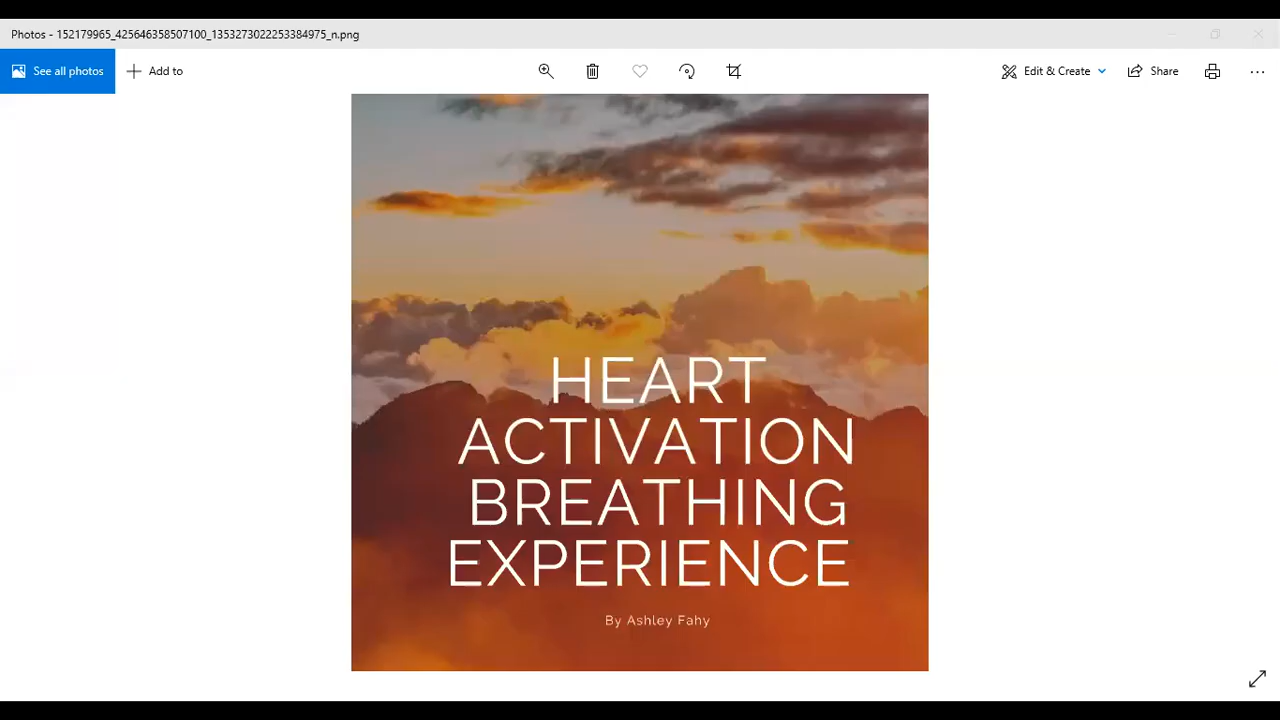 Photos - 152179965_425646358507100_1353273022253384975_n.png
See all photos
Add to
Edit & Create
Share
HEART
ACTIVATION
BREATHING
EXPERIENCE
By Ashley Fahy